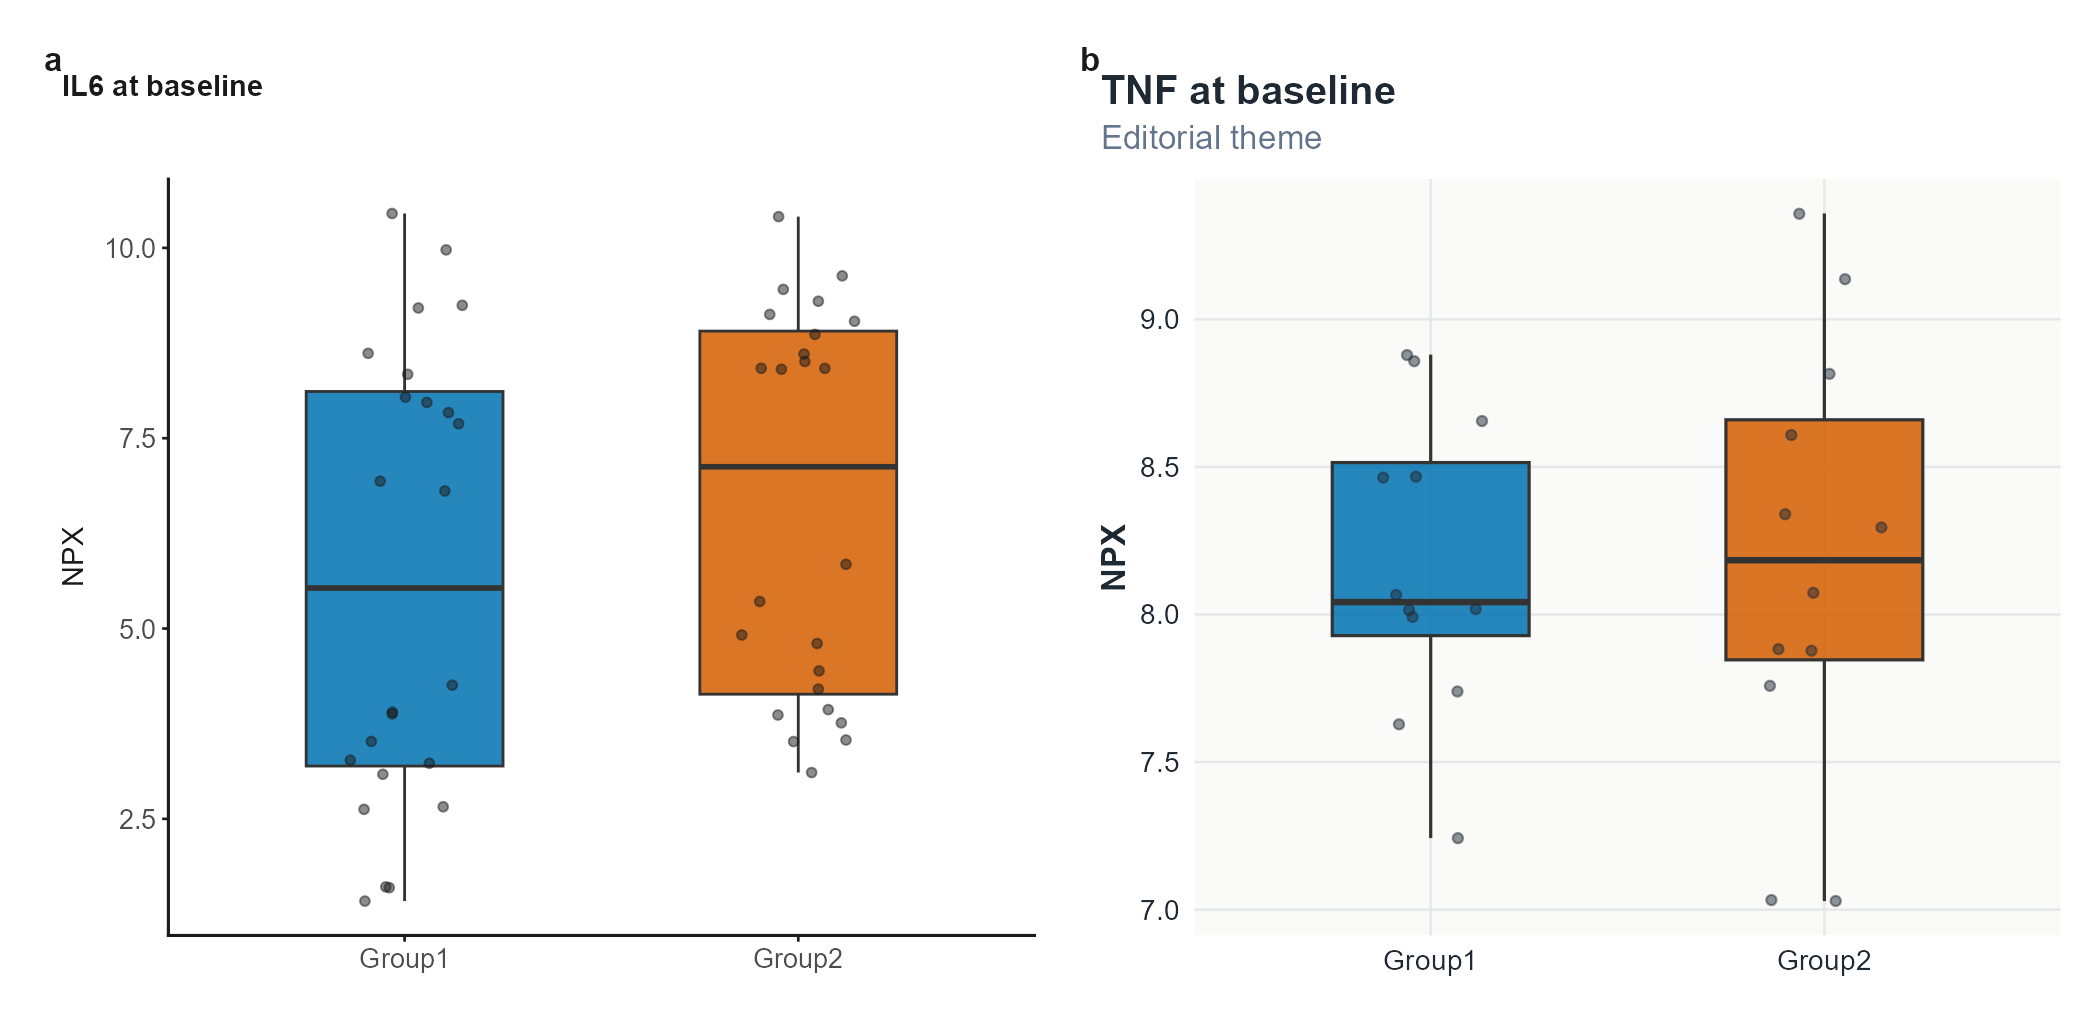 a
IL6 at baseline
NPX
10.0
7.5
5.0
2.5
Group1
Group2
b
TNF at baseline
Editorial theme
NPX
9.0
8.5
8.0
7.5
7.0
Group1
Group2